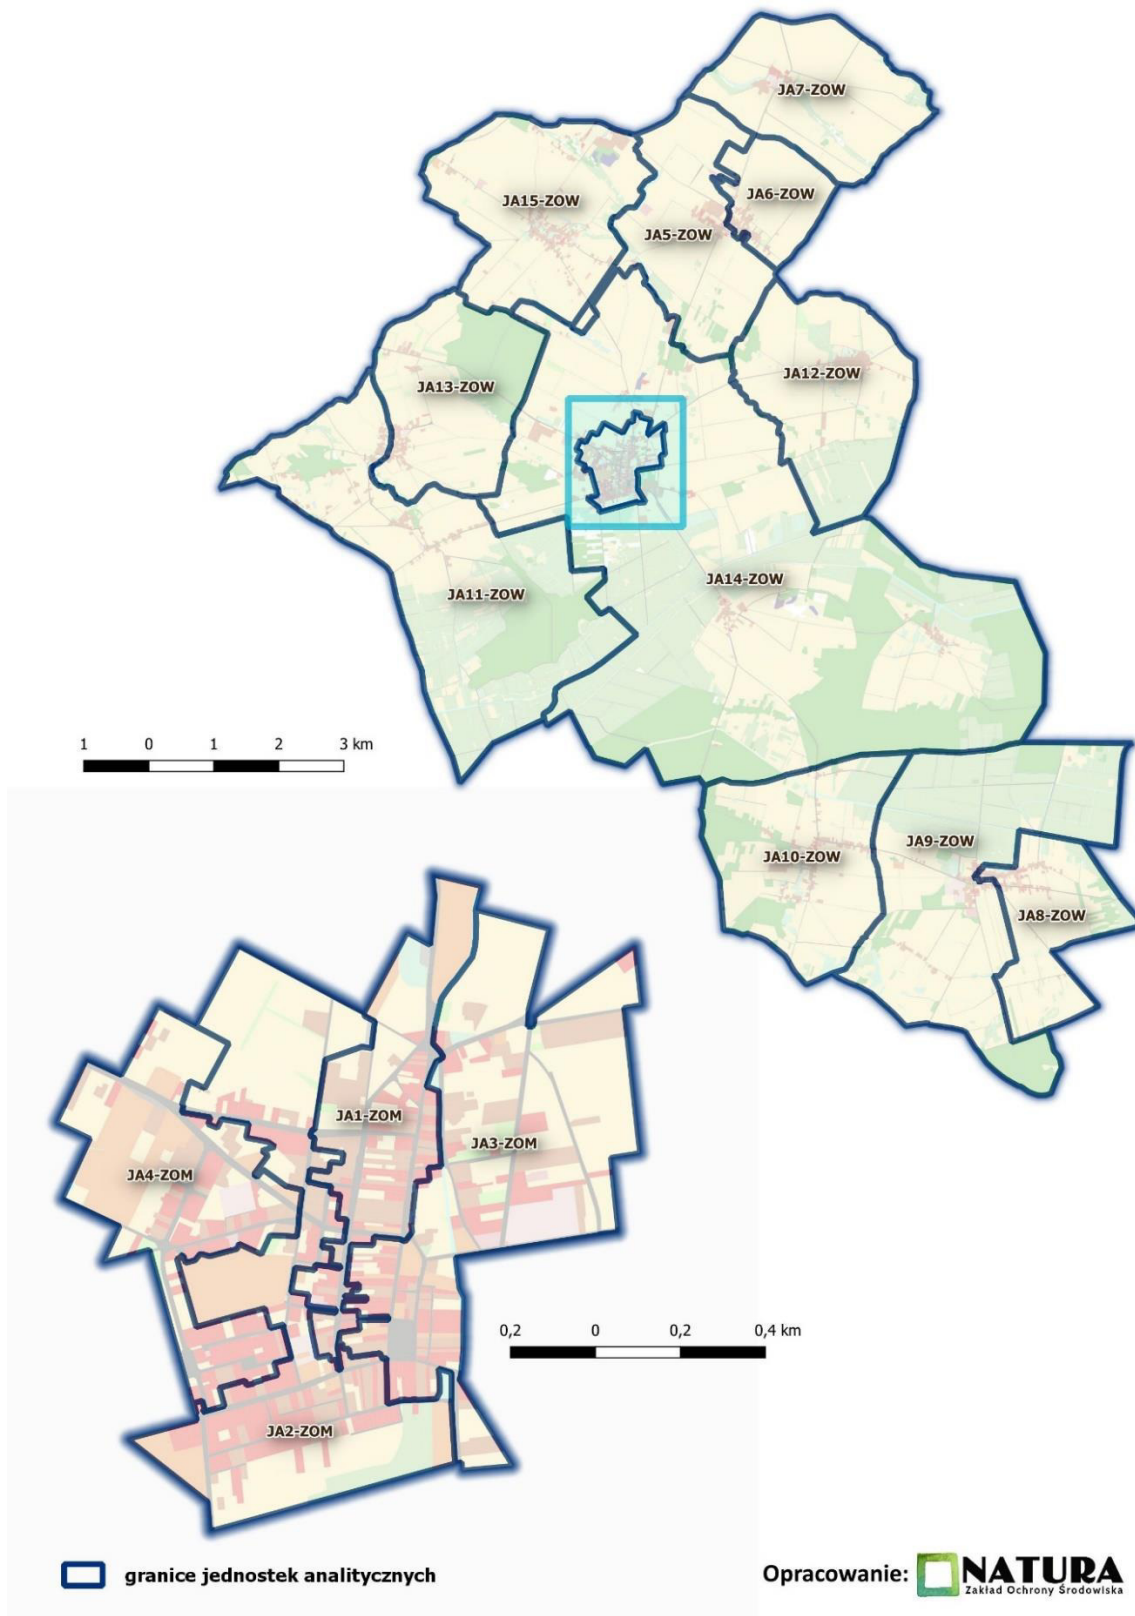 JA7-ZOW
JA6-ZOW
JA15-ZOW
JA5-ZOW
JA12-ZOW
JA13-ZOW
JA14-ZOW
JA11-ZOW
1 0 1 2 3 km
JA9-ZOW
JA10-ZOW
JA8-ZOW
JA1-ZOM
JA3-ZOM
JA4-ZOM
0,2 0 0,2 0,4 km
JA2-ZOM
granice jednostek analitycznych
Opracowanie: NATURA
Zakład Ochrony Środowiska